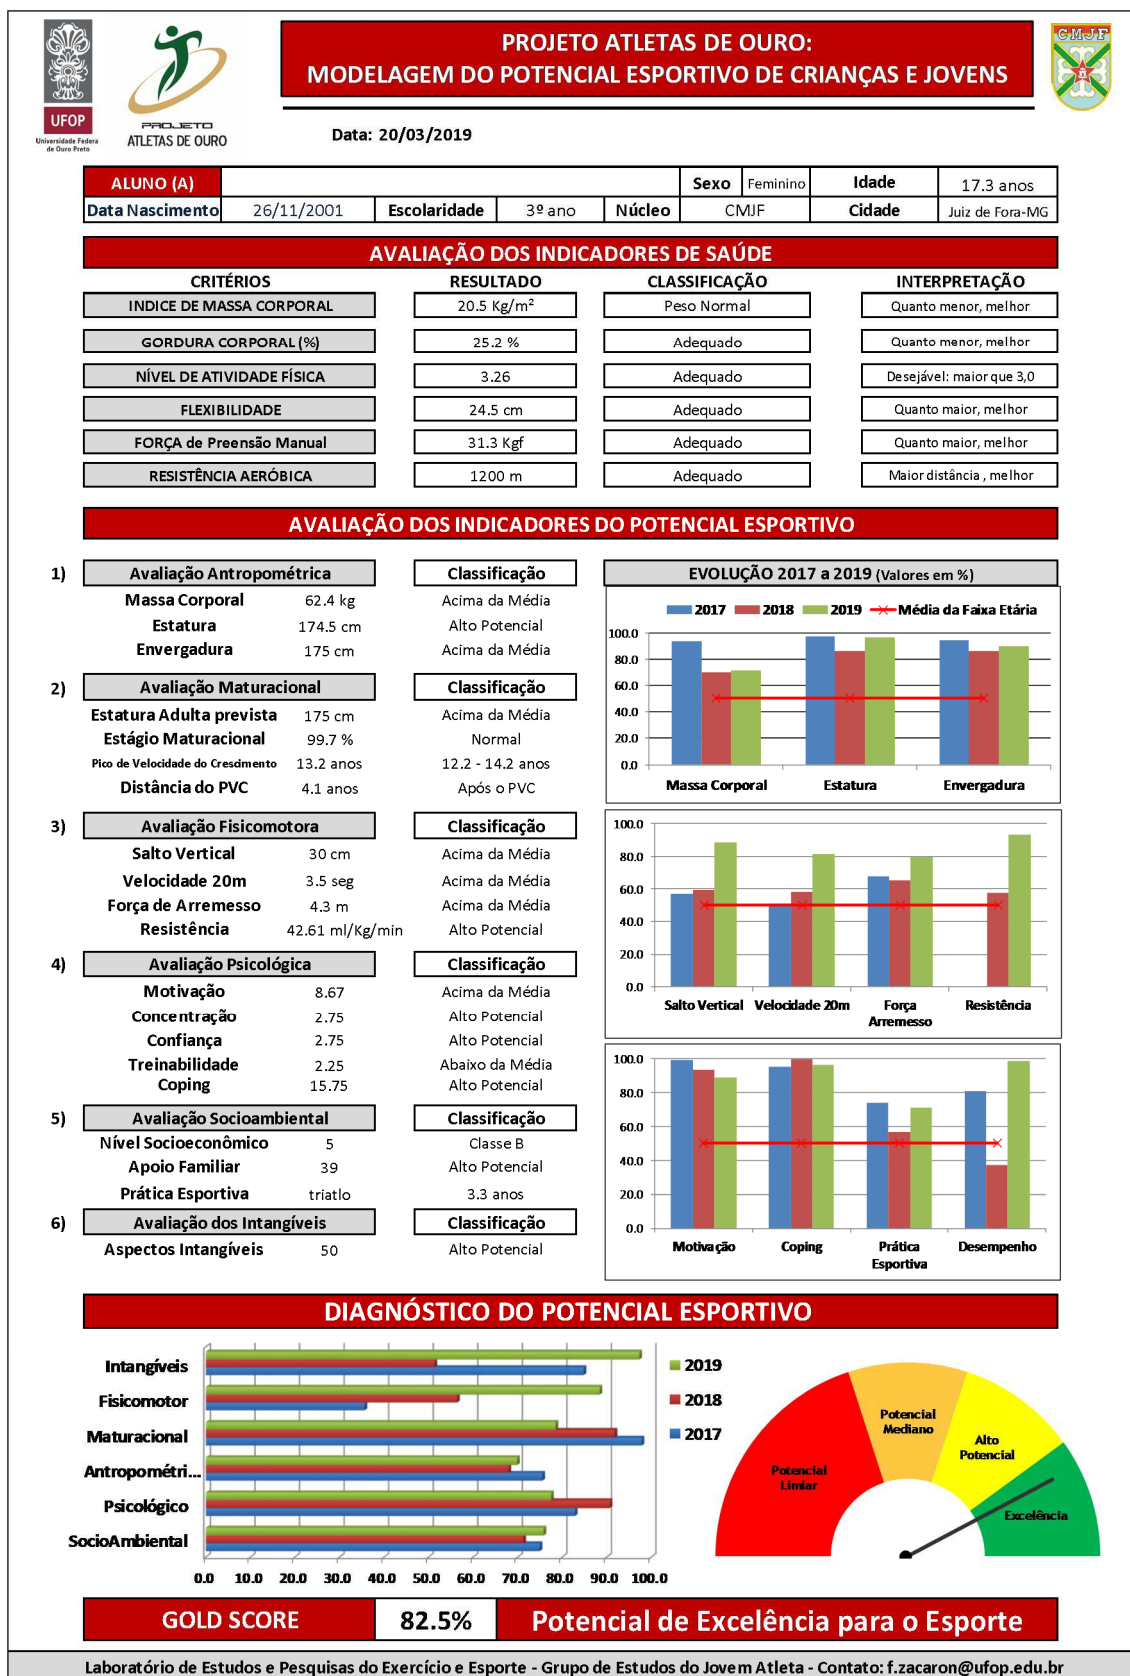 UFOP
Universidade Federa
de Ouro Preto
PROJETO
ATLETAS DE OURO
PROJETO ATLETAS DE OURO:
MODELAGEM DO POTENCIAL ESPORTIVO DE CRIANÇAS E JOVENS
CMJF
Data: 20/03/2019
ALUNO (A) Sexo Feminino Idade 17.3 anos
Data Nascimento 26/11/2001 Escolaridade 3º ano Núcleo CMJF Cidade Juiz de Fora-MG
AVALIAÇÃO DOS INDICADORES DE SAÚDE
CRITÉRIOS RESULTADO CLASSIFICAÇÃO INTERPRETAÇÃO
INDICE DE MASSA CORPORAL 20.5 Kg/m² Peso Normal Quanto menor, melhor
GORDURA CORPORAL (%) 25.2 % Adequado Quanto menor, melhor
NÍVEL DE ATIVIDADE FÍSICA 3.26 Adequado Desejável: maior que 3,0
FLEXIBILIDADE 24.5 cm Adequado Quanto maior, melhor
FORÇA de Preensão Manual 31.3 Kgf Adequado Quanto maior, melhor
RESISTÊNCIA AERÓBICA 1200 m Adequado Maior distância , melhor
AVALIAÇÃO DOS INDICADORES DO POTENCIAL ESPORTIVO
1) Avaliação Antropométrica Classificação
Massa Corporal 62.4 kg Acima da Média
Estatura 174.5 cm Alto Potencial
Envergadura 175 cm Acima da Média
2) Avaliação Maturacional Classificação
Estatura Adulta prevista 175 cm Acima da Média
Estágio Maturacional 99.7 % Normal
Pico de Velocidade do Crescimento 13.2 anos 12.2 - 14.2 anos
Distância do PVC 4.1 anos Após o PVC
3) Avaliação Fisicomotora Classificação
Salto Vertical 30 cm Acima da Média
Velocidade 20m 3.5 seg Acima da Média
Força de Arremesso 4.3 m Acima da Média
Resistência 42.61 ml/Kg/min Alto Potencial
4) Avaliação Psicológica Classificação
Motivação 8.67 Acima da Média
Concentração 2.75 Alto Potencial
Confiança 2.75 Alto Potencial
Treinabilidade 2.25 Abaixo da Média
Coping 15.75 Alto Potencial
5) Avaliação Socioambiental Classificação
Nível Socioeconômico 5 Classe B
Apoio Familiar 39 Alto Potencial
Prática Esportiva triatlo 3.3 anos
6) Avaliação dos Intangíveis Classificação
Aspectos Intangíveis 50 Alto Potencial
EVOLUÇÃO 2017 a 2019 (Valores em %)
2017 2018 2019 Média da Faixa Etária
100.0
80.0
60.0
40.0
20.0
0.0
Massa Corporal Estatura Envergadura
100.0
80.0
60.0
40.0
20.0
0.0
Salto Vertical Velocidade 20m Força Resistência
Arremesso
100.0
80.0
60.0
40.0
20.0
0.0
Motivação Coping Prática Desempenho
Esportiva
DIAGNÓSTICO DO POTENCIAL ESPORTIVO
Intangíveis
Fisicomotor
Maturacional
Antropométri...
Psicológico
SocioAmbiental
0.0 10.0 20.0 30.0 40.0 50.0 60.0 70.0 80.0 90.0 100.0
2019
2018
2017
Potencial
Limiar
Potencial
Mediano
Alto
Potencial
Excelência
GOLD SCORE 82.5% Potencial de Excelência para o Esporte
Laboratório de Estudos e Pesquisas do Exercício e Esporte - Grupo de Estudos do Jovem Atleta - Contato: f.zacaron@ufop.edu.br